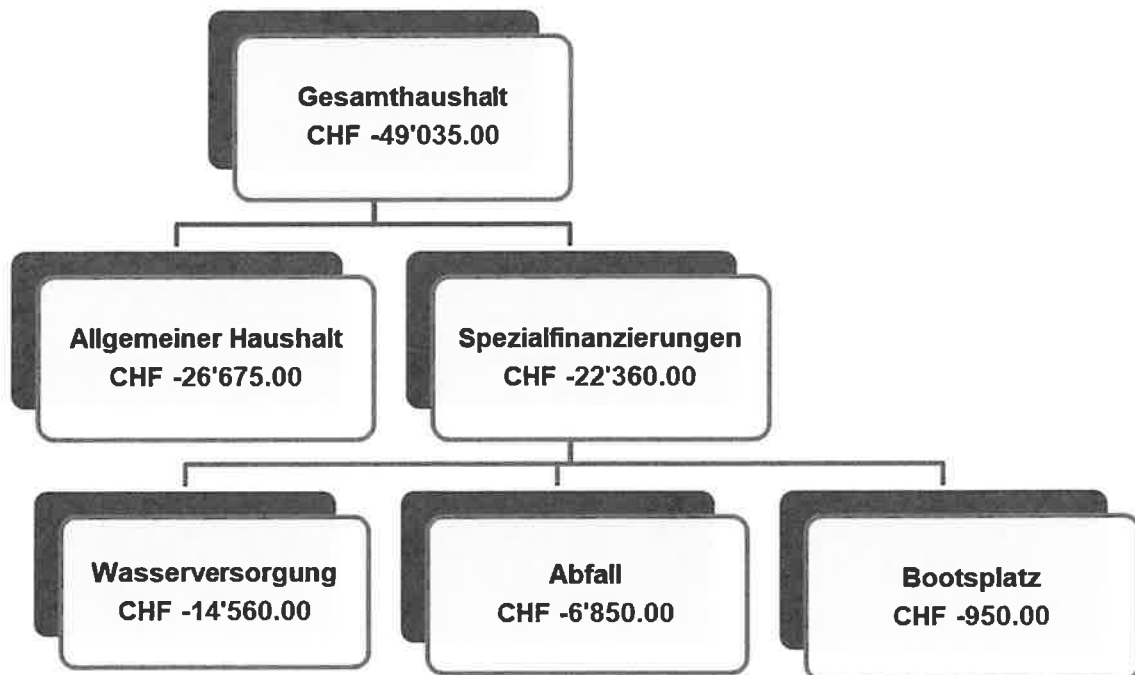 Gesamthaushalt
CHF -49'035.00
Allgemeiner Haushalt
CHF -26'675.00
Spezialfinanzierungen
CHF -22'360.00
Wasserversorgung
CHF -14'560.00
Abfall
CHF -6'850.00
Bootsplatz
CHF -950.00